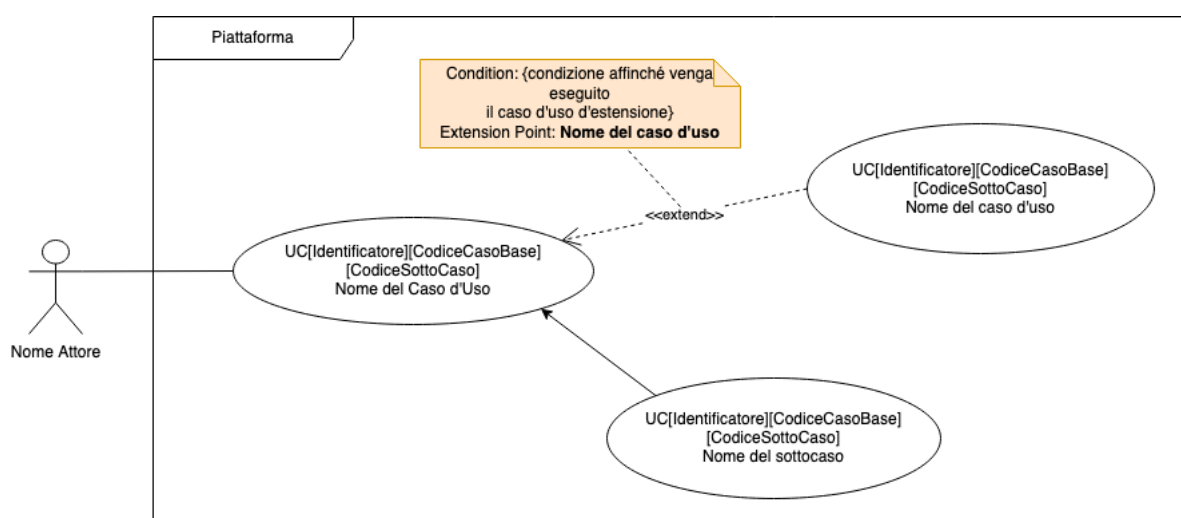 Piattaforma
Condition: {condizione affinché venga
eseguito
il caso d'uso d'estensione}
Extension Point: Nome del caso d'uso
UC[Identificatore][CodiceCasoBase]
[CodiceSottoCaso]
Nome del caso d'uso
<<extend>>
UC[Identificatore][CodiceCasoBase]
[CodiceSottoCaso]
Nome del Caso d'Uso
Nome Attore
UC[Identificatore][CodiceCasoBase]
[CodiceSottoCaso]
Nome del sottocaso